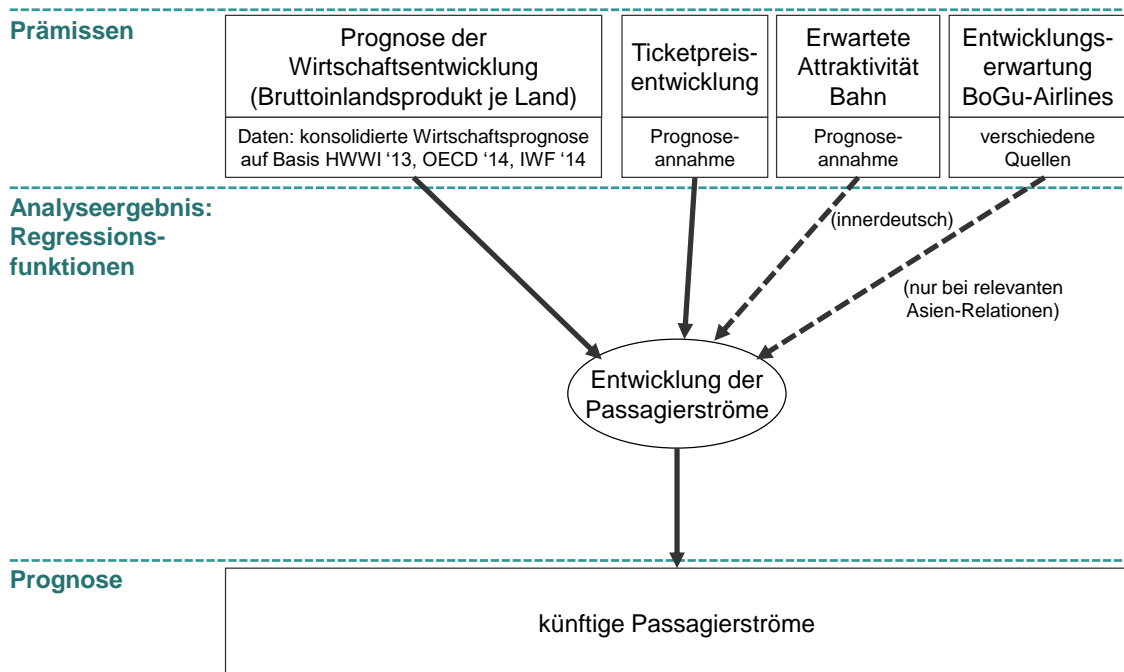 Prämissen
Prognose der
Wirtschaftsentwicklung
(Bruttoinlandsprodukt je Land)
Daten: konsolidierte Wirtschaftsprognose
auf Basis HWWI ‘13, OECD ‘14, IWF ‘14
Ticketpreis-
entwicklung
Prognose-
annahme
Erwartete
Attraktivität
Bahn
Prognose-
annahme
Entwicklungs-
erwartung
BoGu-Airlines
verschiedene
Quellen
Analyseergebnis:
Regressions-
funktionen
(innerdeutsch)
(nur bei relevanten
Asien-Relationen)
Entwicklung der
Passagierströme
Prognose
künftige Passagierströme